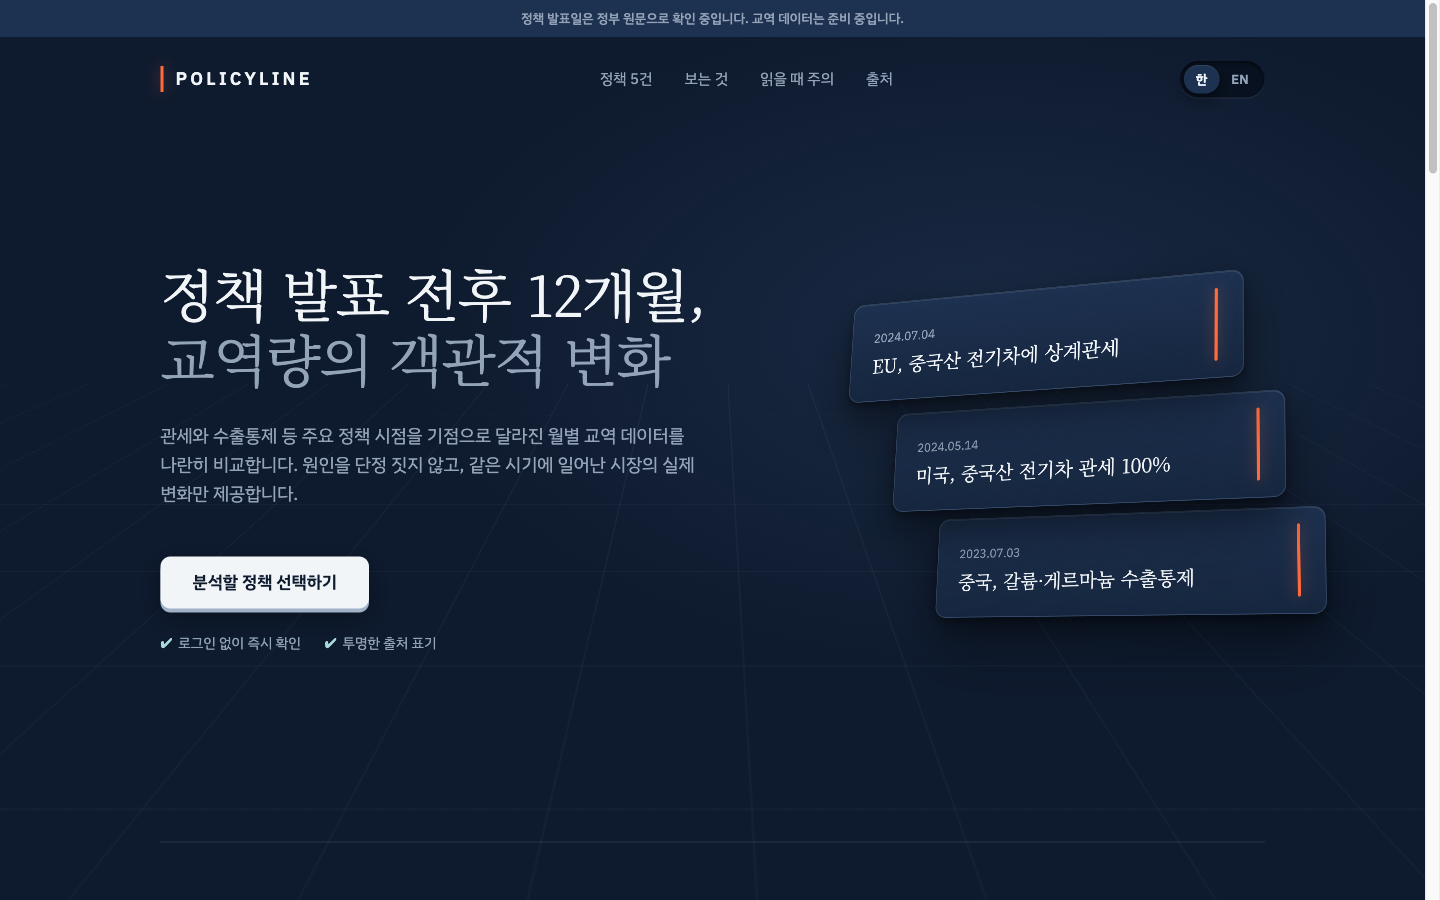 정책 발표일은 정부 원문으로 확인 중입니다. 교역 데이터는 준비 중입니다.
POLICYLINE
정책 5건
보는 것
읽을 때 주의
출처
한
EN
정책 발표 전후 12개월,
교역량의 객관적 변화
관세와 수출통제 등 주요 정책 시점을 기점으로 달라진 월별 교역 데이터를
나란히 비교합니다. 원인을 단정 짓지 않고, 같은 시기에 일어난 시장의 실제
변화만 제공합니다.
분석할 정책 선택하기
✔ 로그인 없이 즉시 확인
✔ 투명한 출처 표기
2024.07.04
EU, 중국산 전기차에 상계관세
2024.05.14
미국, 중국산 전기차 관세 100%
2023.07.03
중국, 갈륨·게르마늄 수출통제